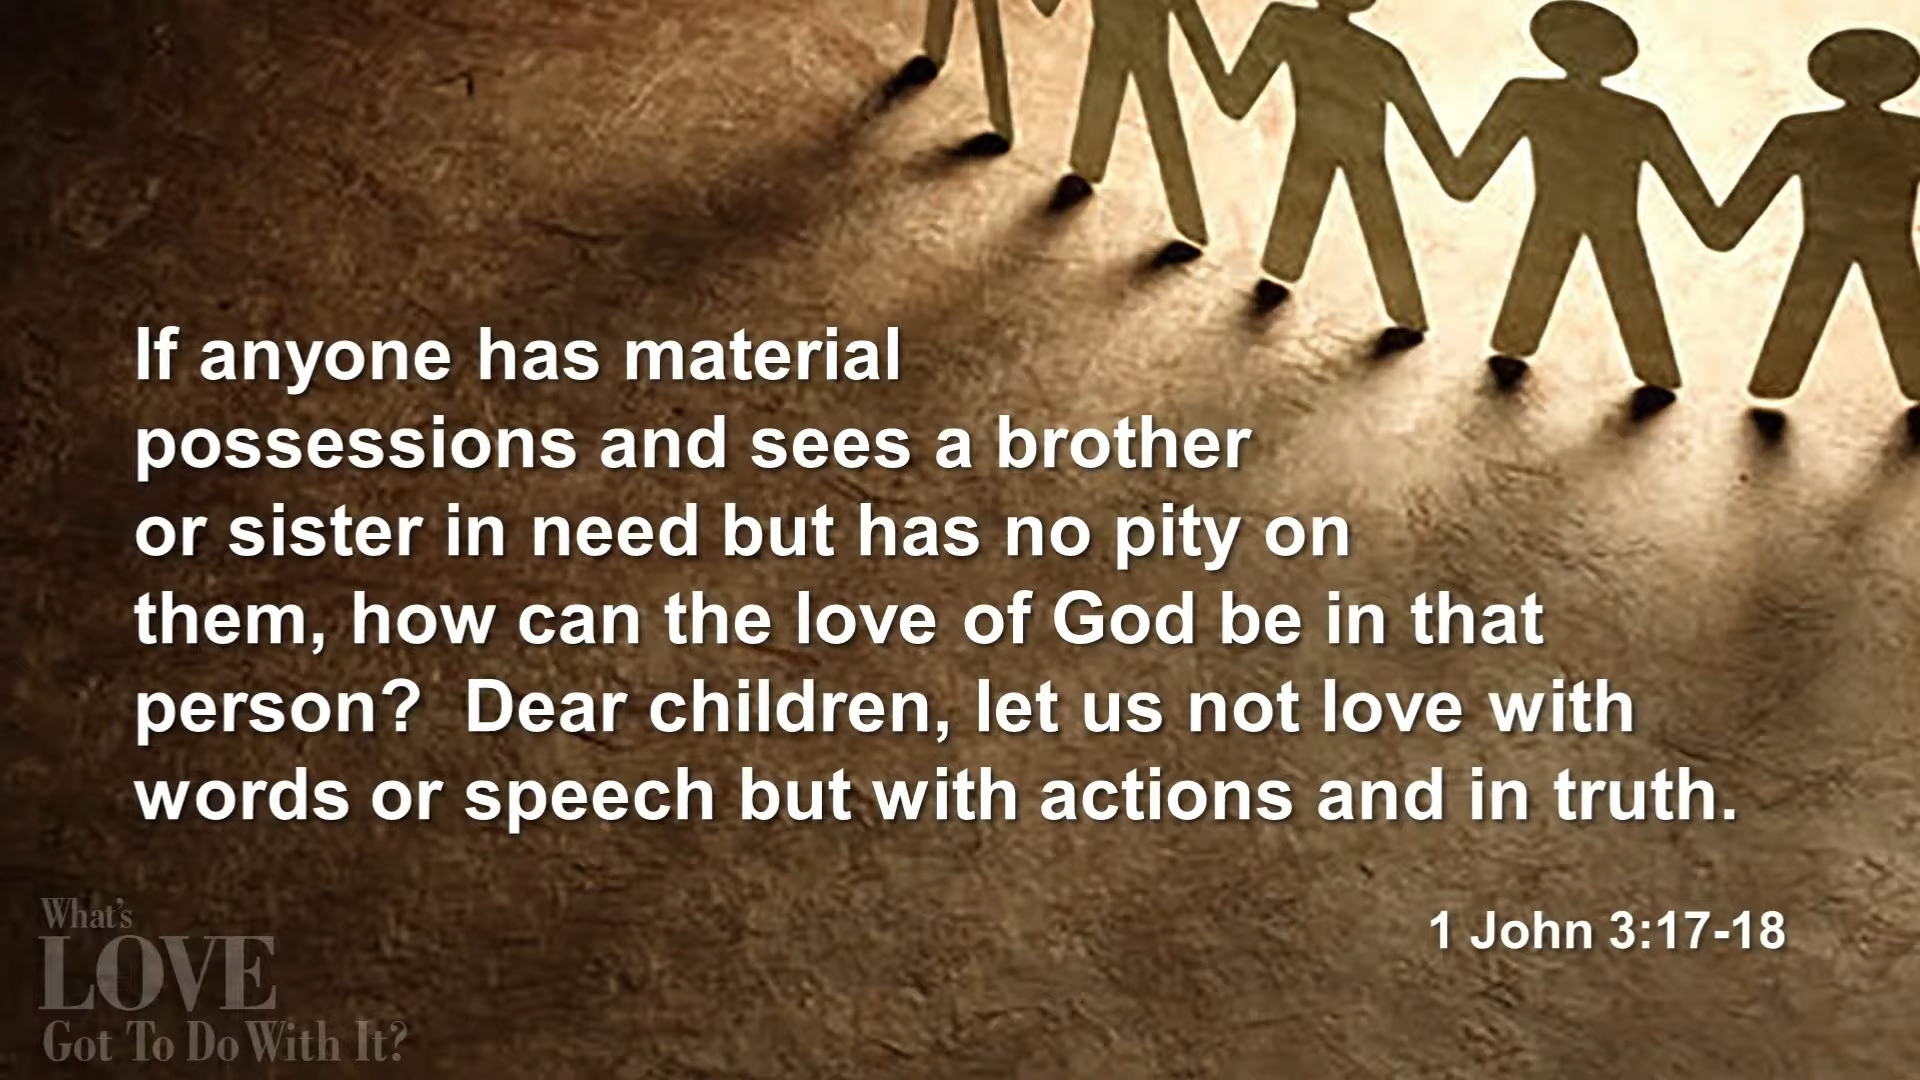 If anyone has material
possessions and sees a brother
or sister in need but has no pity on
them, how can the love of God be in that
person?  Dear children, let us not love with
words or speech but with actions and in truth.
1 John 3:17-18
What's
LOVE
Got To Do With It?